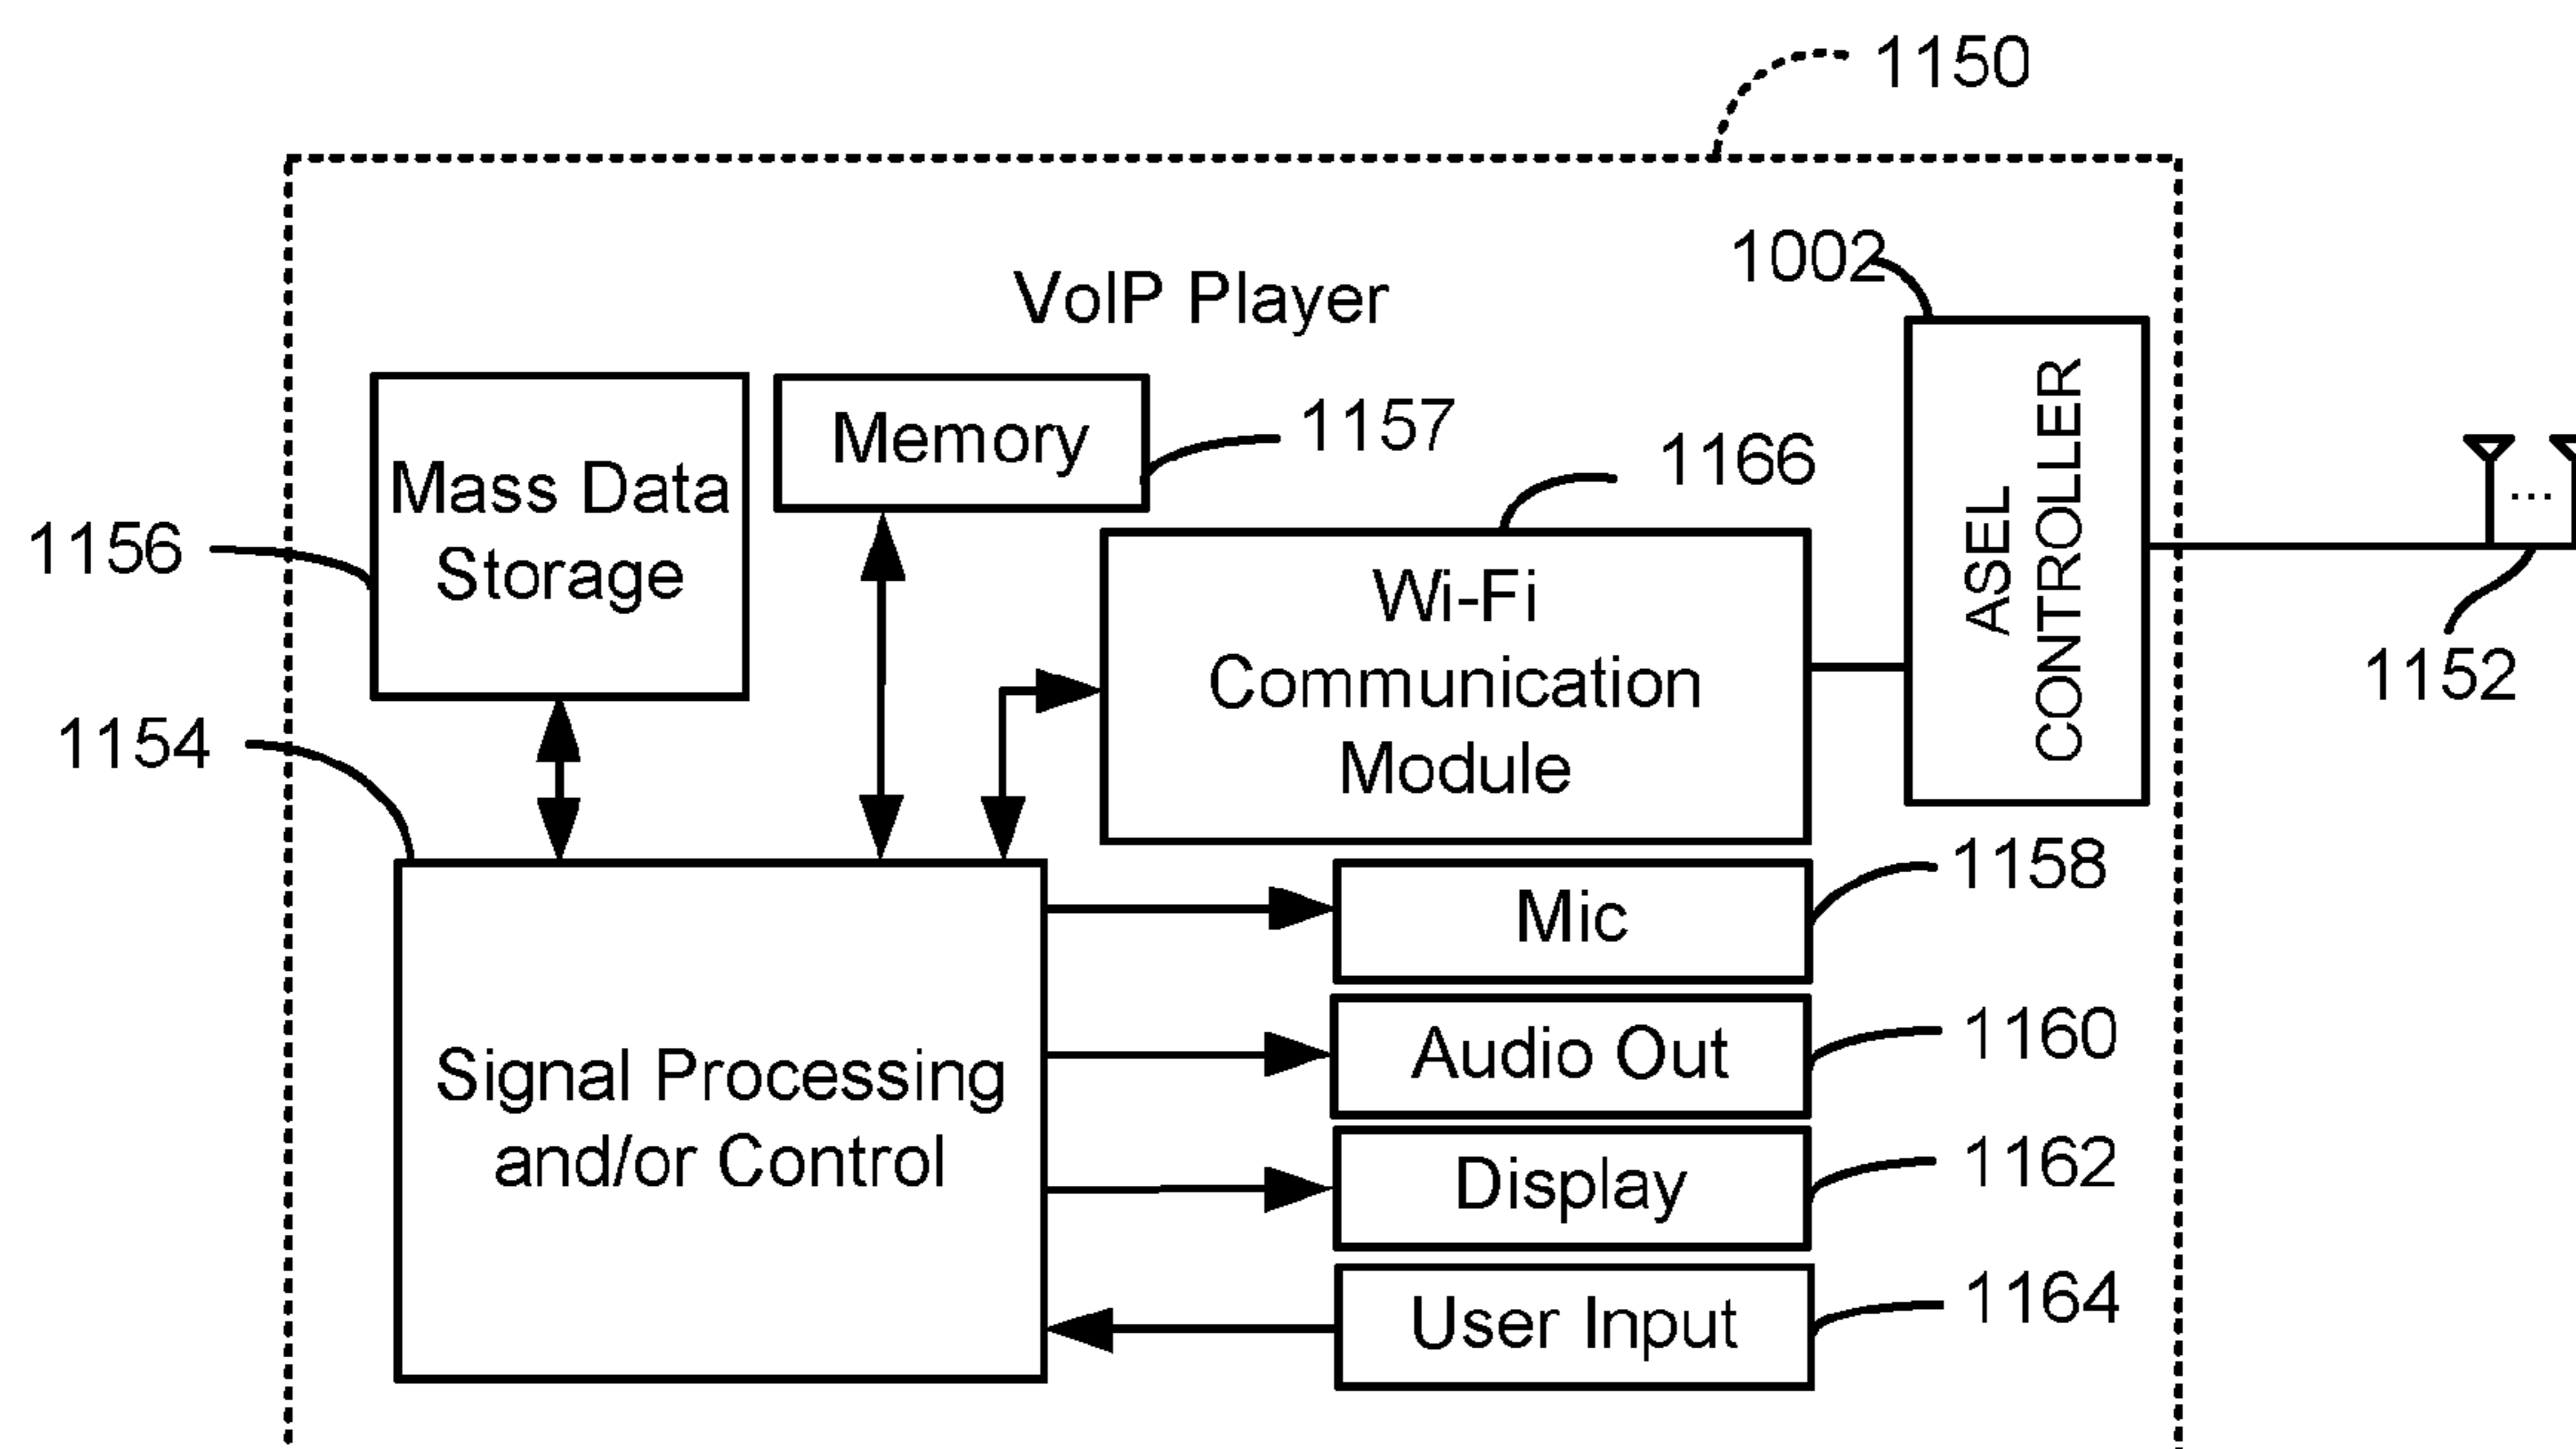 1150
1002
VoIP Player
Mass Data
Storage
Memory
1157
1166
1156
Wi-Fi
Communication
Module
ASEL
CONTROLLER
...
1152
1154
1158
Mic
Signal Processing
and/or Control
Audio Out
1160
Display
1162
User Input
1164